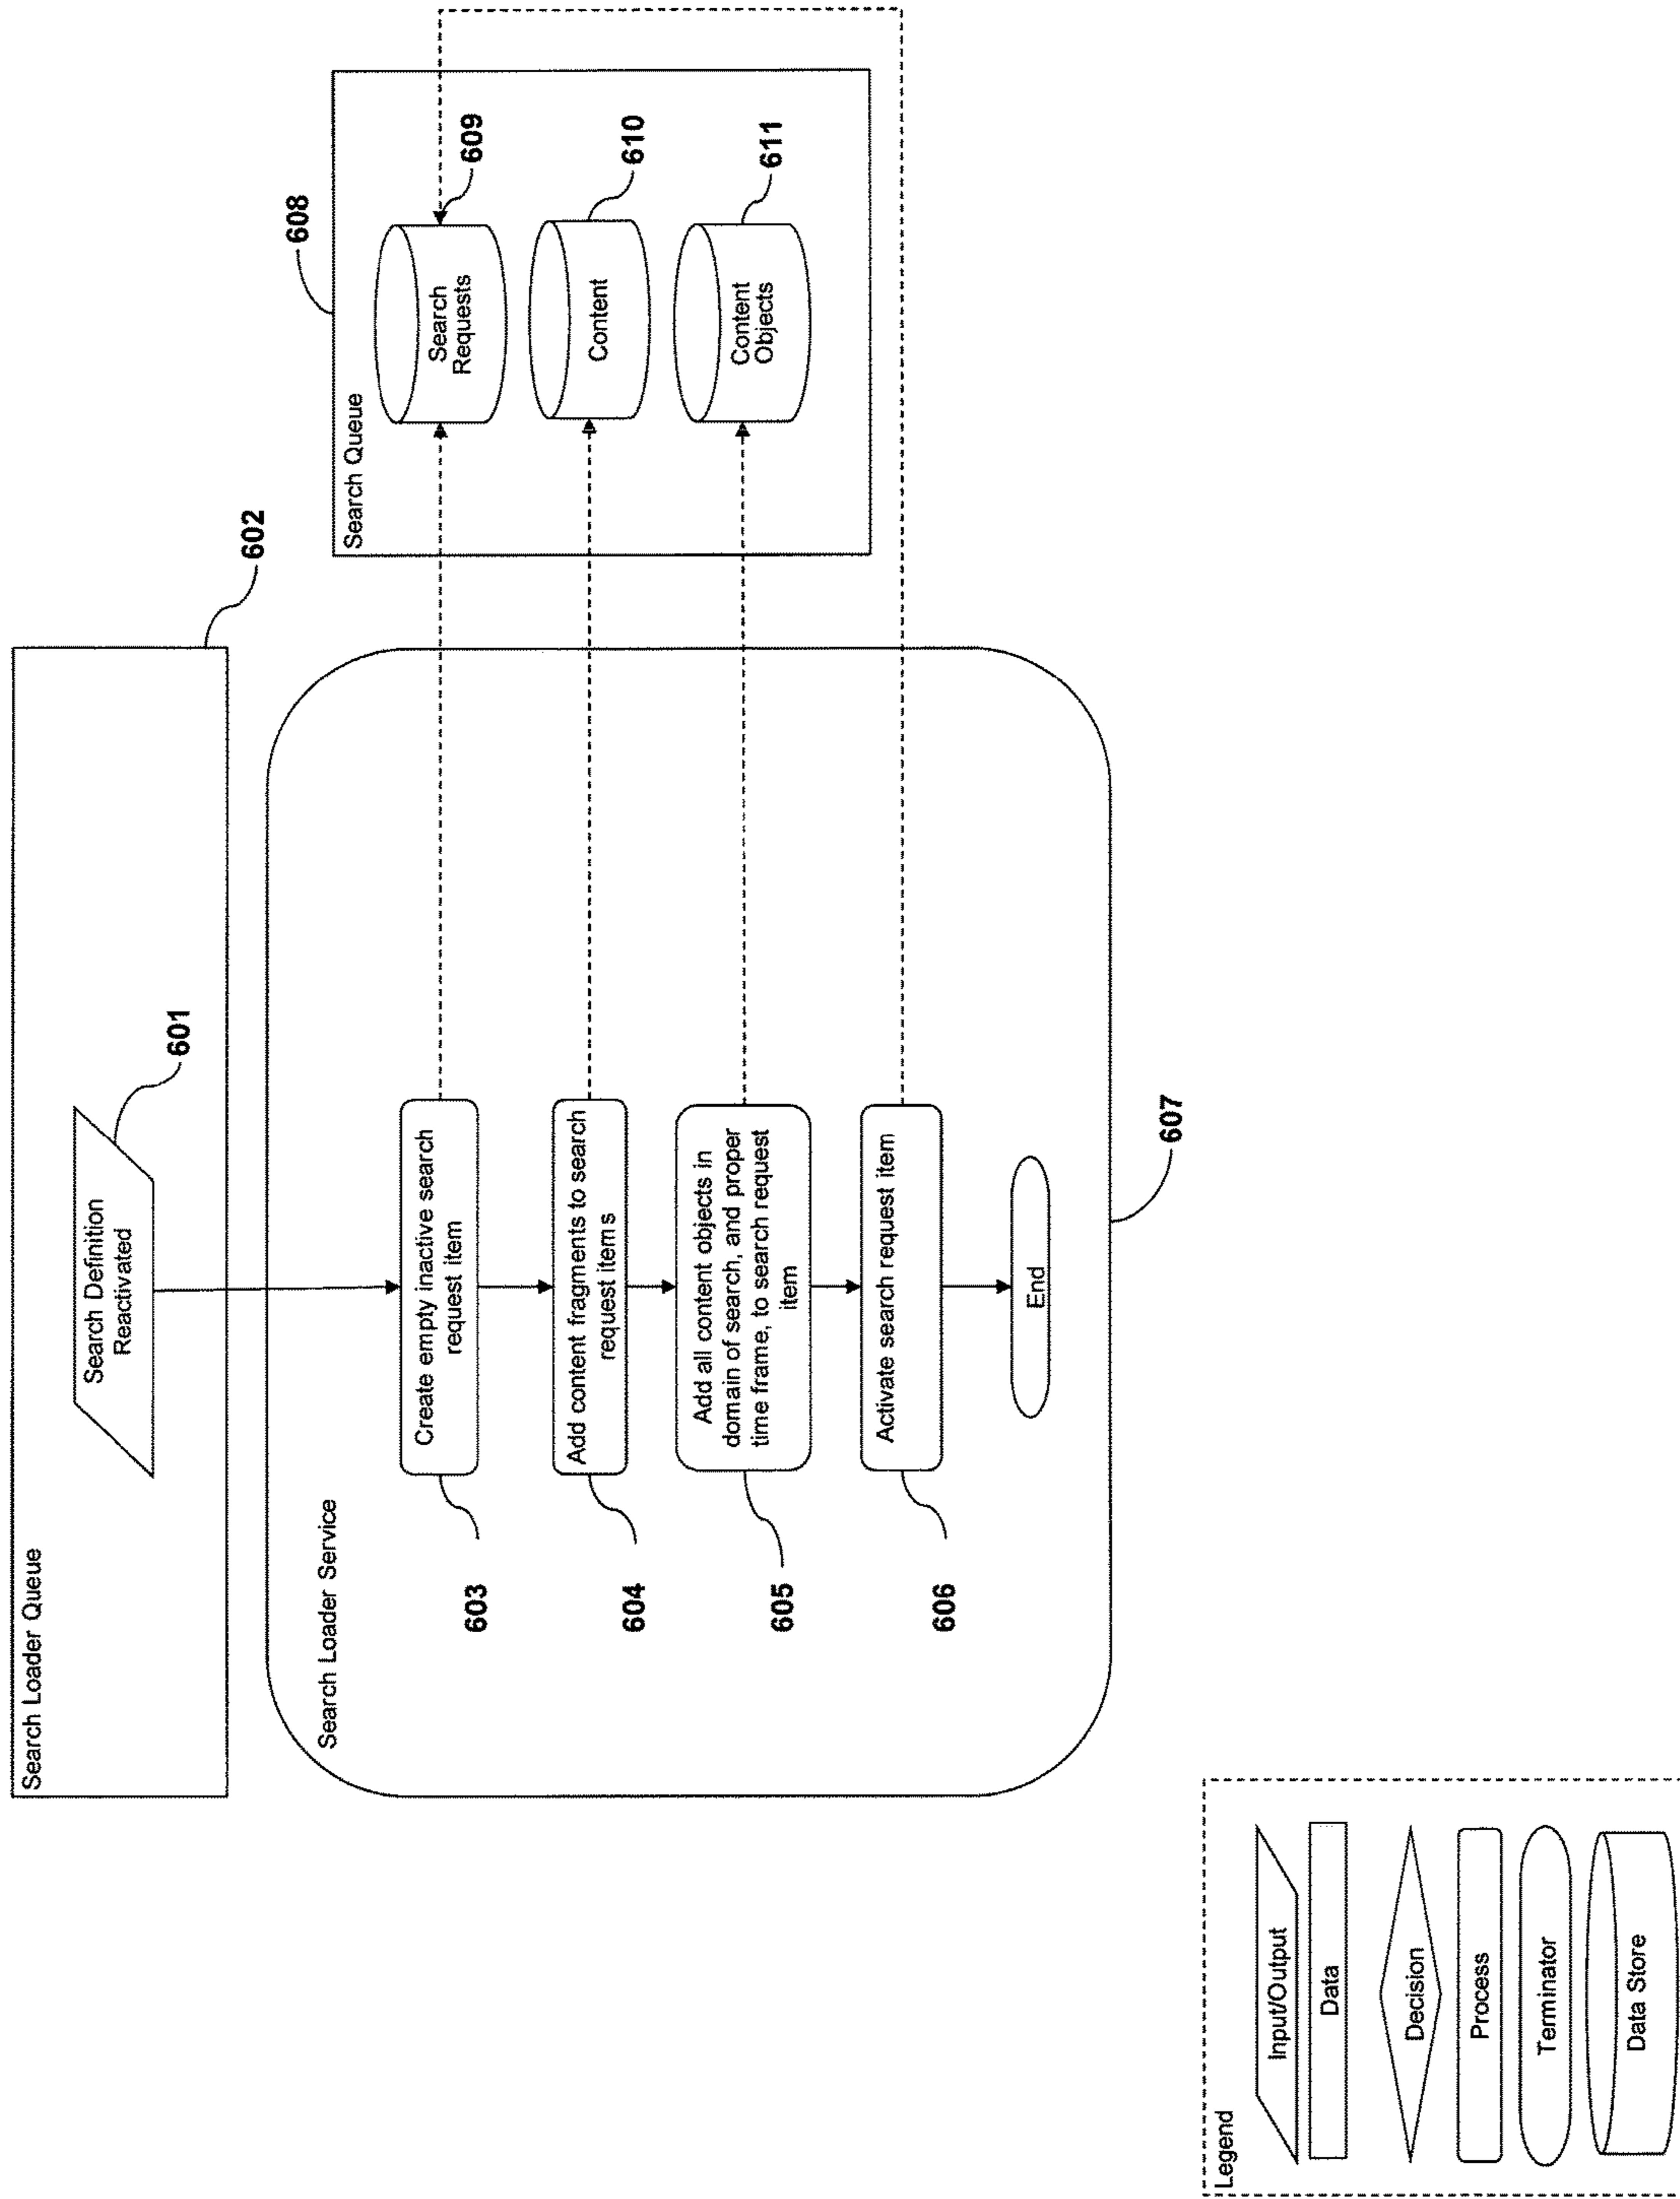 Search Loader Queue
Search Definition
Reactivated
601
602
Search Loader Service
Create empty inactive search
request item
603
Add content fragments to search
request items
604
Add all content objects in
domain of search, and proper
time frame, to search request
item
605
Activate search request item
606
End
607
608
Search Queue
Search
Requests
609
Content
610
Content
Objects
611
Legend
Input/Output
Data
Decision
Process
Terminator
Data Store